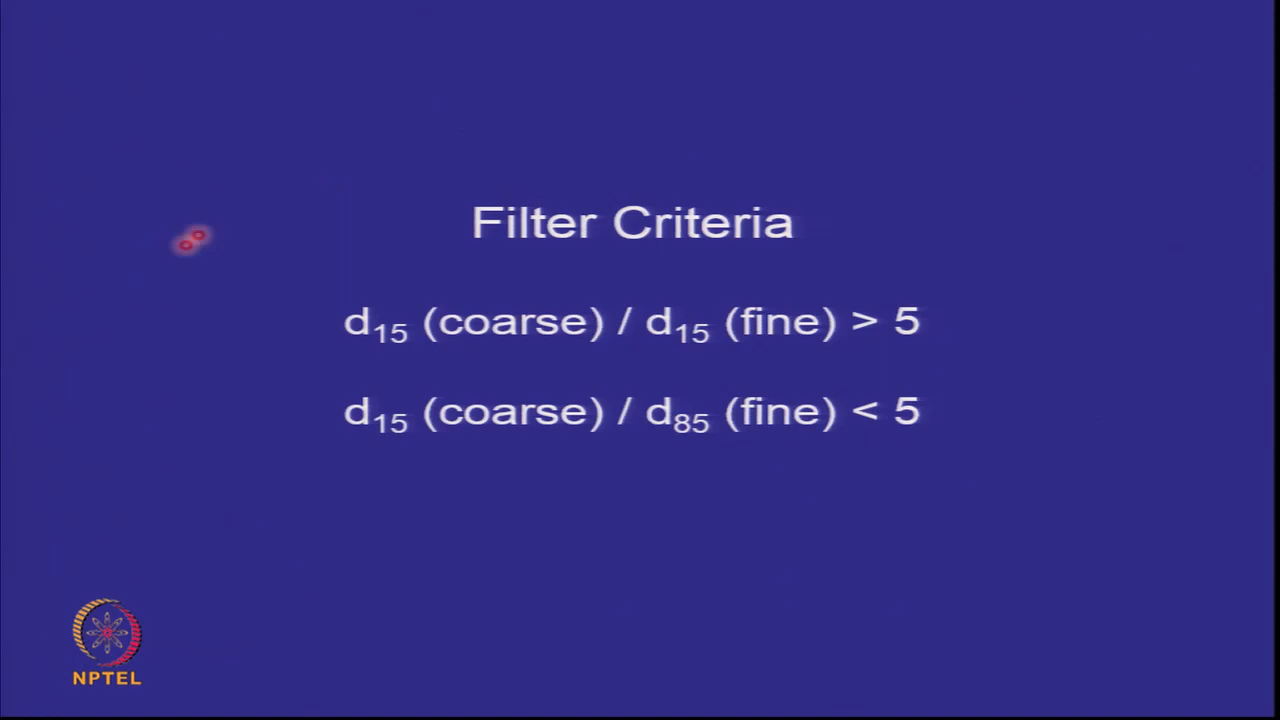 Filter Criteria
d₁₅ (coarse) / d₁₅ (fine) > 5
d₁₅ (coarse) / d₈₅ (fine) < 5
NPTEL